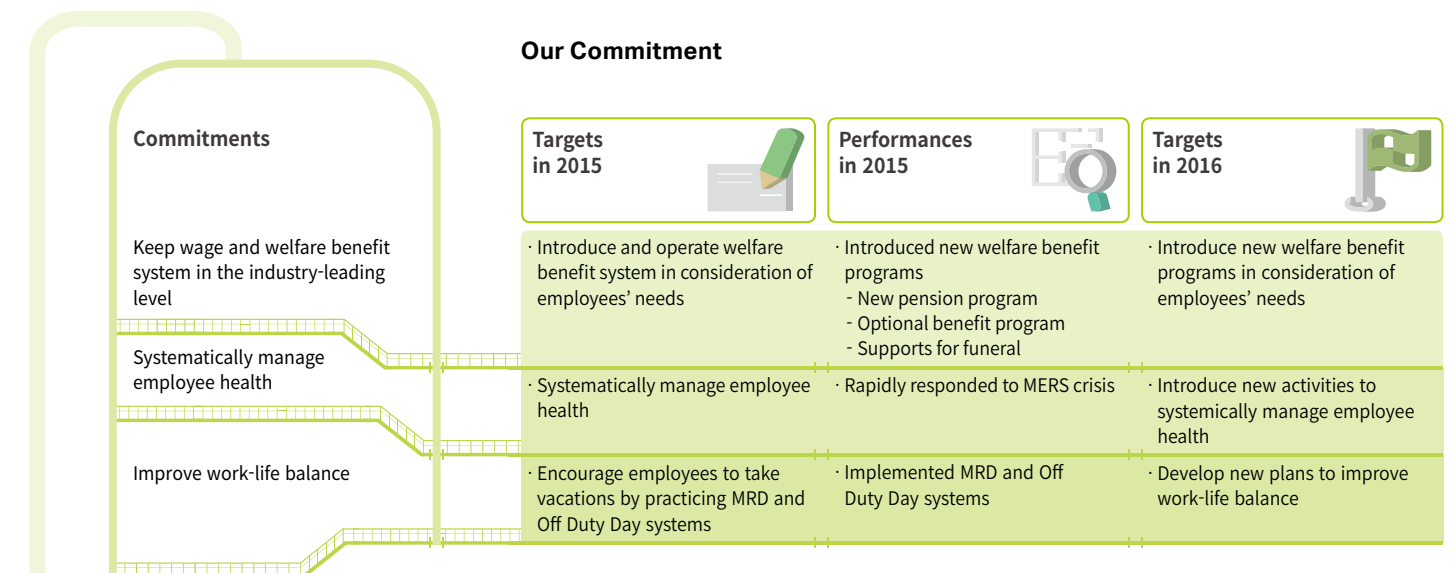 Our Commitment
Commitments
Targets
in 2015
Performances
in 2015
Targets
in 2016
Keep wage and welfare benefit
system in the industry-leading
level
· Introduce and operate welfare
benefit system in consideration of
employees’ needs
· Introduced new welfare benefit
programs
- New pension program
- Optional benefit program
- Supports for funeral
· Introduce new welfare benefit
programs in consideration of
employees’ needs
Systematically manage
employee health
· Systematically manage employee
health
· Rapidly responded to MERS crisis
· Introduce new activities to
systemically manage employee
health
Improve work-life balance
· Encourage employees to take
vacations by practicing MRD and
Off Duty Day systems
· Implemented MRD and Off
Duty Day systems
· Develop new plans to improve
work-life balance